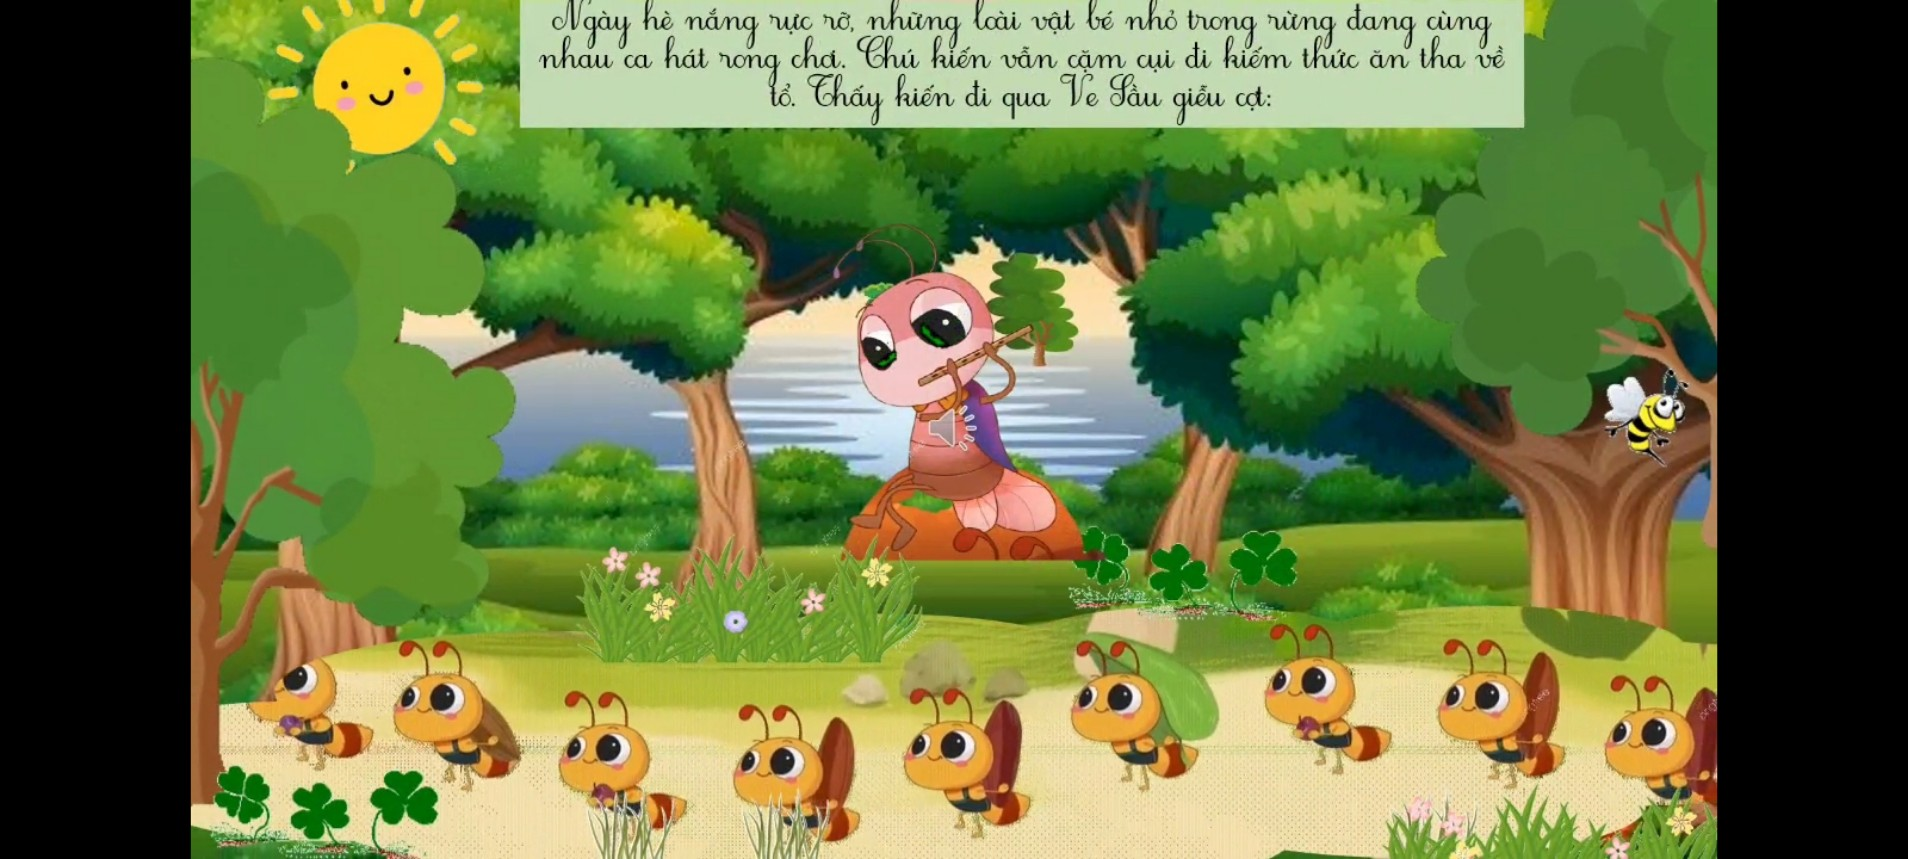 Ngày hè nắng rực rỡ, những loài vật bé nhỏ trong rừng đang cùng
nhau ca hát rong chơi. Chú kiến vẫn cặm cụi đi kiếm thức ăn tha về
tổ. Thấy kiến đi qua Ve Sầu giễu cợt: